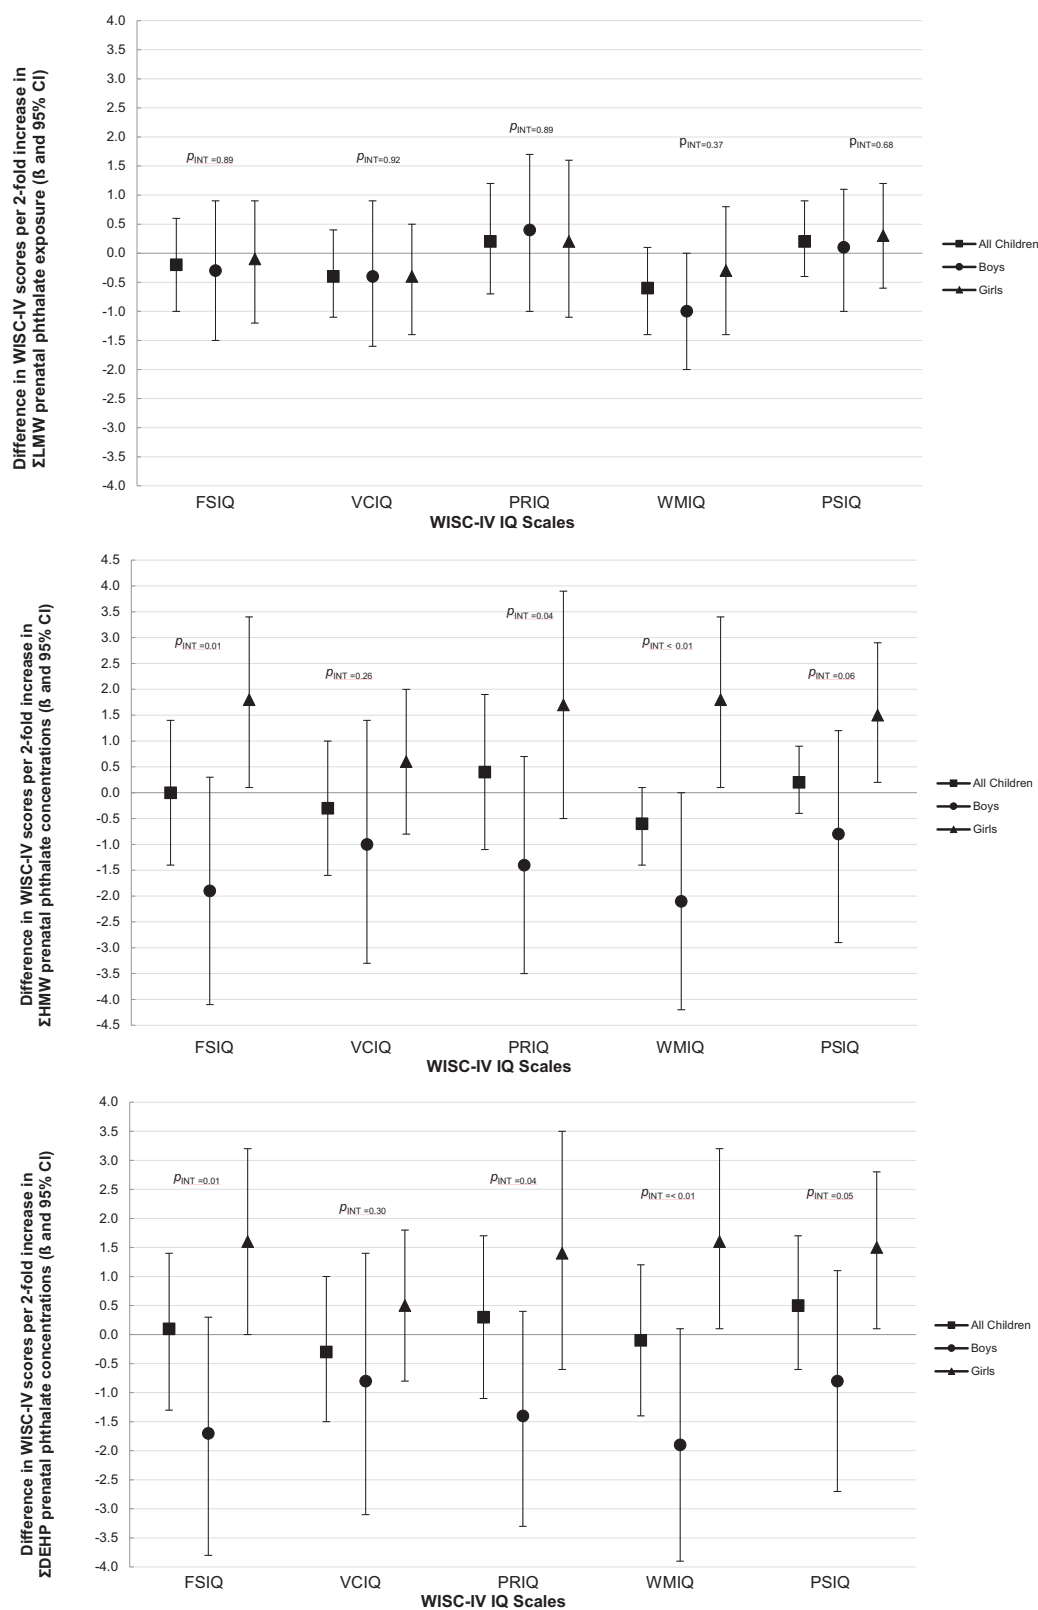 Difference in WISC-IV scores per 2-fold increase in
ΣLMW prenatal phthalate exposure (ß and 95% CI)
4.0
3.5
3.0
2.5
2.0
1.5
1.0
0.5
0.0
-0.5
-1.0
-1.5
-2.0
-2.5
-3.0
-3.5
-4.0
pINT =0.89
pINT=0.92
pINT=0.89
pINT=0.37
pINT=0.68
All Children
Boys
Girls
FSIQ VCIQ PRIQ WMIQ PSIQ
WISC-IV IQ Scales
Difference in WISC-IV scores per 2-fold increase in
ΣHMW prenatal phthalate concentrations (ß and 95% CI)
4.5
4.0
3.5
3.0
2.5
2.0
1.5
1.0
0.5
0.0
-0.5
-1.0
-1.5
-2.0
-2.5
-3.0
-3.5
-4.0
-4.5
pINT =0.01
pINT =0.26
pINT =0.04
pINT < 0.01
pINT =0.06
All Children
Boys
Girls
FSIQ VCIQ PRIQ WMIQ PSIQ
WISC-IV IQ Scales
Difference in WISC-IV scores per 2-fold increase in
ΣDEHP prenatal phthalate concentrations (ß and 95% CI)
4.0
3.5
3.0
2.5
2.0
1.5
1.0
0.5
0.0
-0.5
-1.0
-1.5
-2.0
-2.5
-3.0
-3.5
-4.0
pINT =0.01
pINT =0.30
pINT =0.04
pINT =< 0.01
pINT =0.05
All Children
Boys
Girls
FSIQ VCIQ PRIQ WMIQ PSIQ
WISC-IV IQ Scales